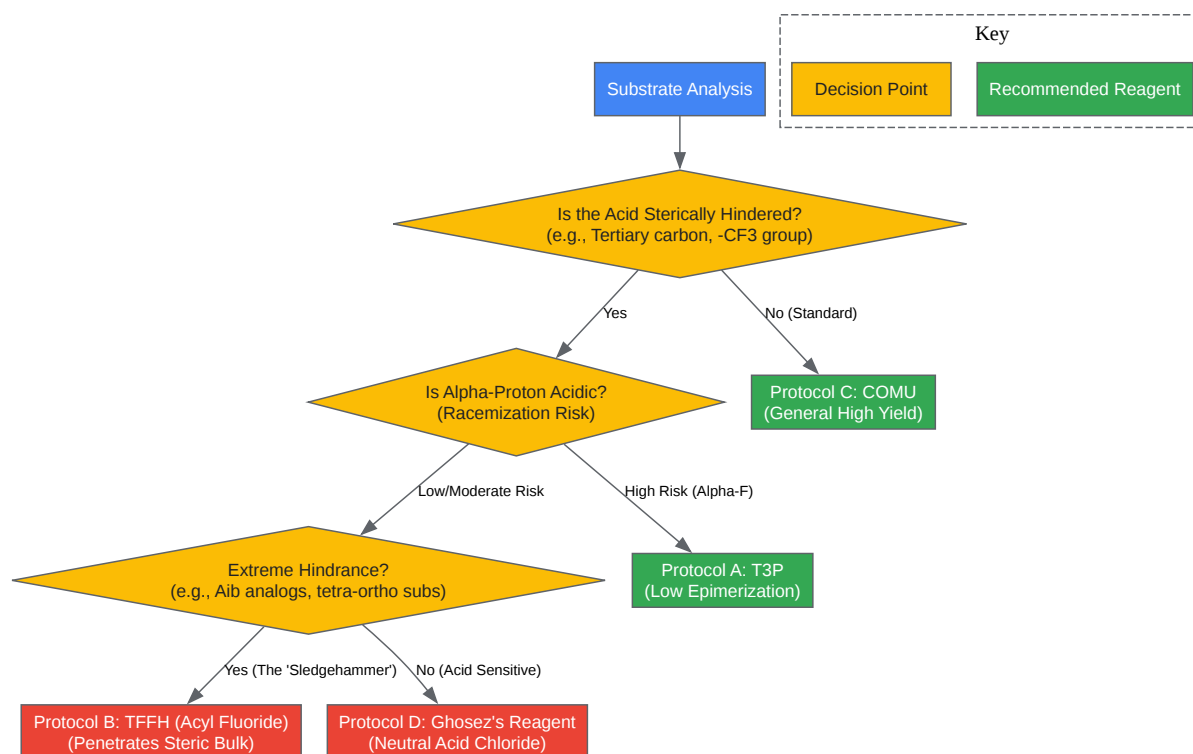 Key
Substrate Analysis
Decision Point
Recommended Reagent
Is the Acid Sterically Hindered?
(e.g., Tertiary carbon, -CF3 group)
Yes
No (Standard)
Is Alpha-Proton Acidic?
(Racemization Risk)
Protocol C: COMU
(General High Yield)
Low/Moderate Risk
High Risk (Alpha-F)
Extreme Hindrance?
(e.g., Aib analogs, tetra-ortho subs)
Protocol A: T3P
(Low Epimerization)
Yes (The 'Sledgehammer')
No (Acid Sensitive)
Protocol B: TFFH (Acyl Fluoride)
(Penetrates Steric Bulk)
Protocol D: Ghosez's Reagent
(Neutral Acid Chloride)